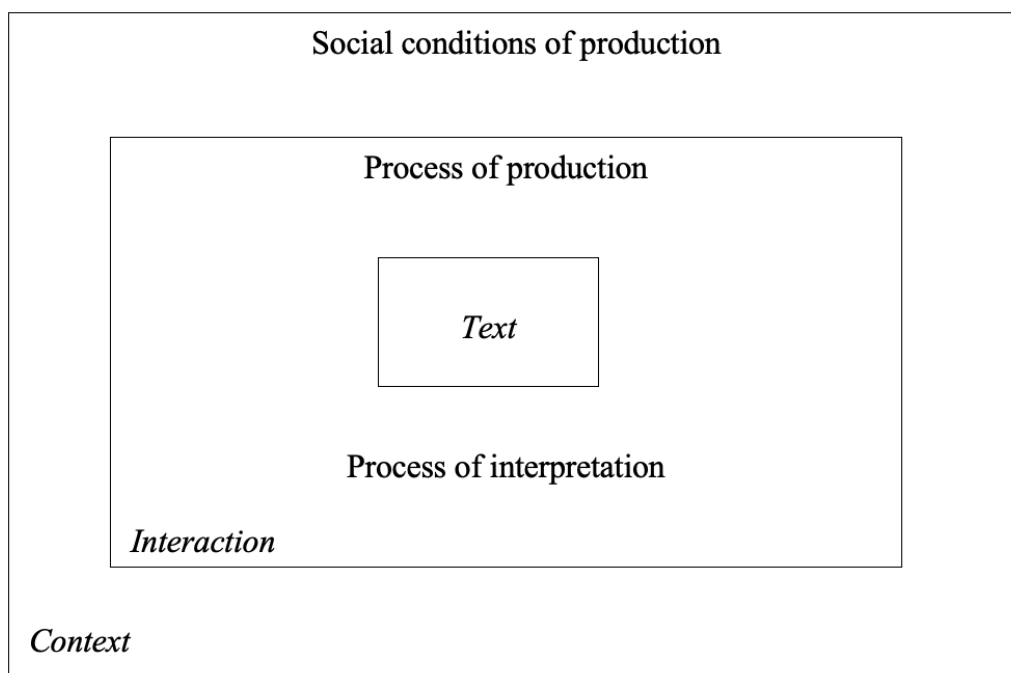 Social conditions of production
Process of production
Text
Process of interpretation
Interaction
Context